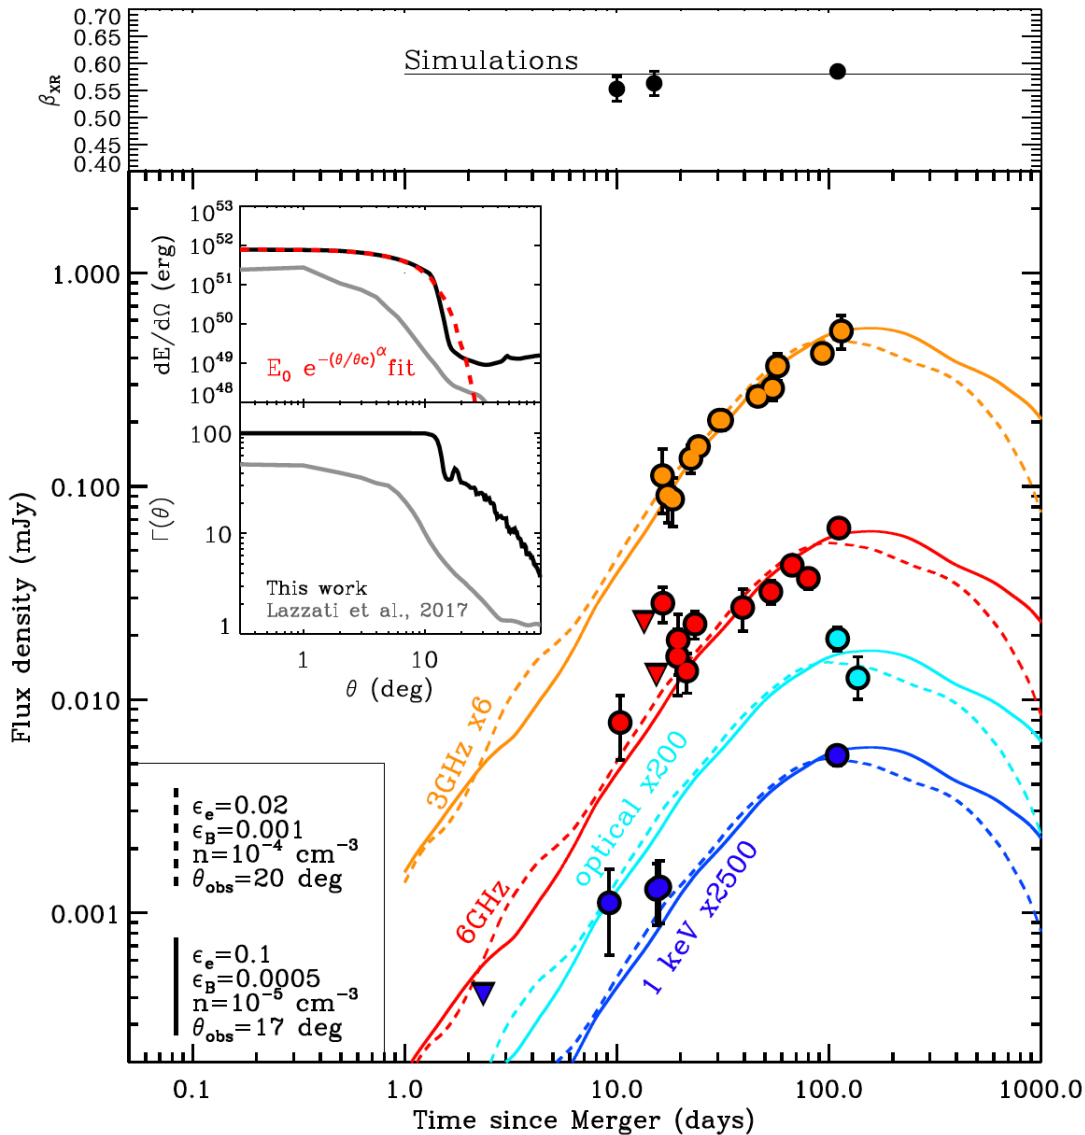 0.70
0.65
0.60
0.55
0.50
0.45
0.40
β_XR
Simulations
1.000
0.100
0.010
0.001
Flux density (mJy)
10^53
10^52
10^51
10^50
10^49
10^48
dE/dΩ (erg)
E_0 e^-(θ/θc)^α fit
100
10
1
Γ(θ)
This work
Lazzati et al., 2017
1
10
θ (deg)
3GHz x6
6GHz
optical x200
1 keV x2500
ε_e=0.02
ε_B=0.001
n=10^-4 cm^-3
θ_obs=20 deg
ε_e=0.1
ε_B=0.0005
n=10^-5 cm^-3
θ_obs=17 deg
0.1
1.0
10.0
100.0
1000.0
Time since Merger (days)